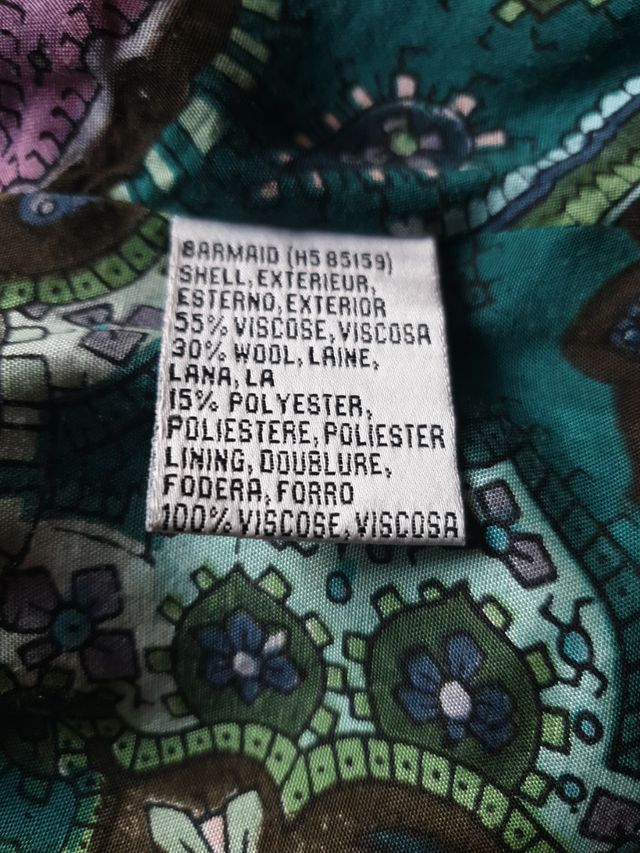 BARMAID (H5 85159)
SHELL, EXTERIEUR,
ESTERNO, EXTERIOR
55% VISCOSE, VISCOSA
30% WOOL, LAINE,
LANA, LA
15% POLYESTER,
POLIESTERE, POLIESTER
LINING, DOUBLURE,
FODERA, FORRO
100% VISCOSE, VISCOSA